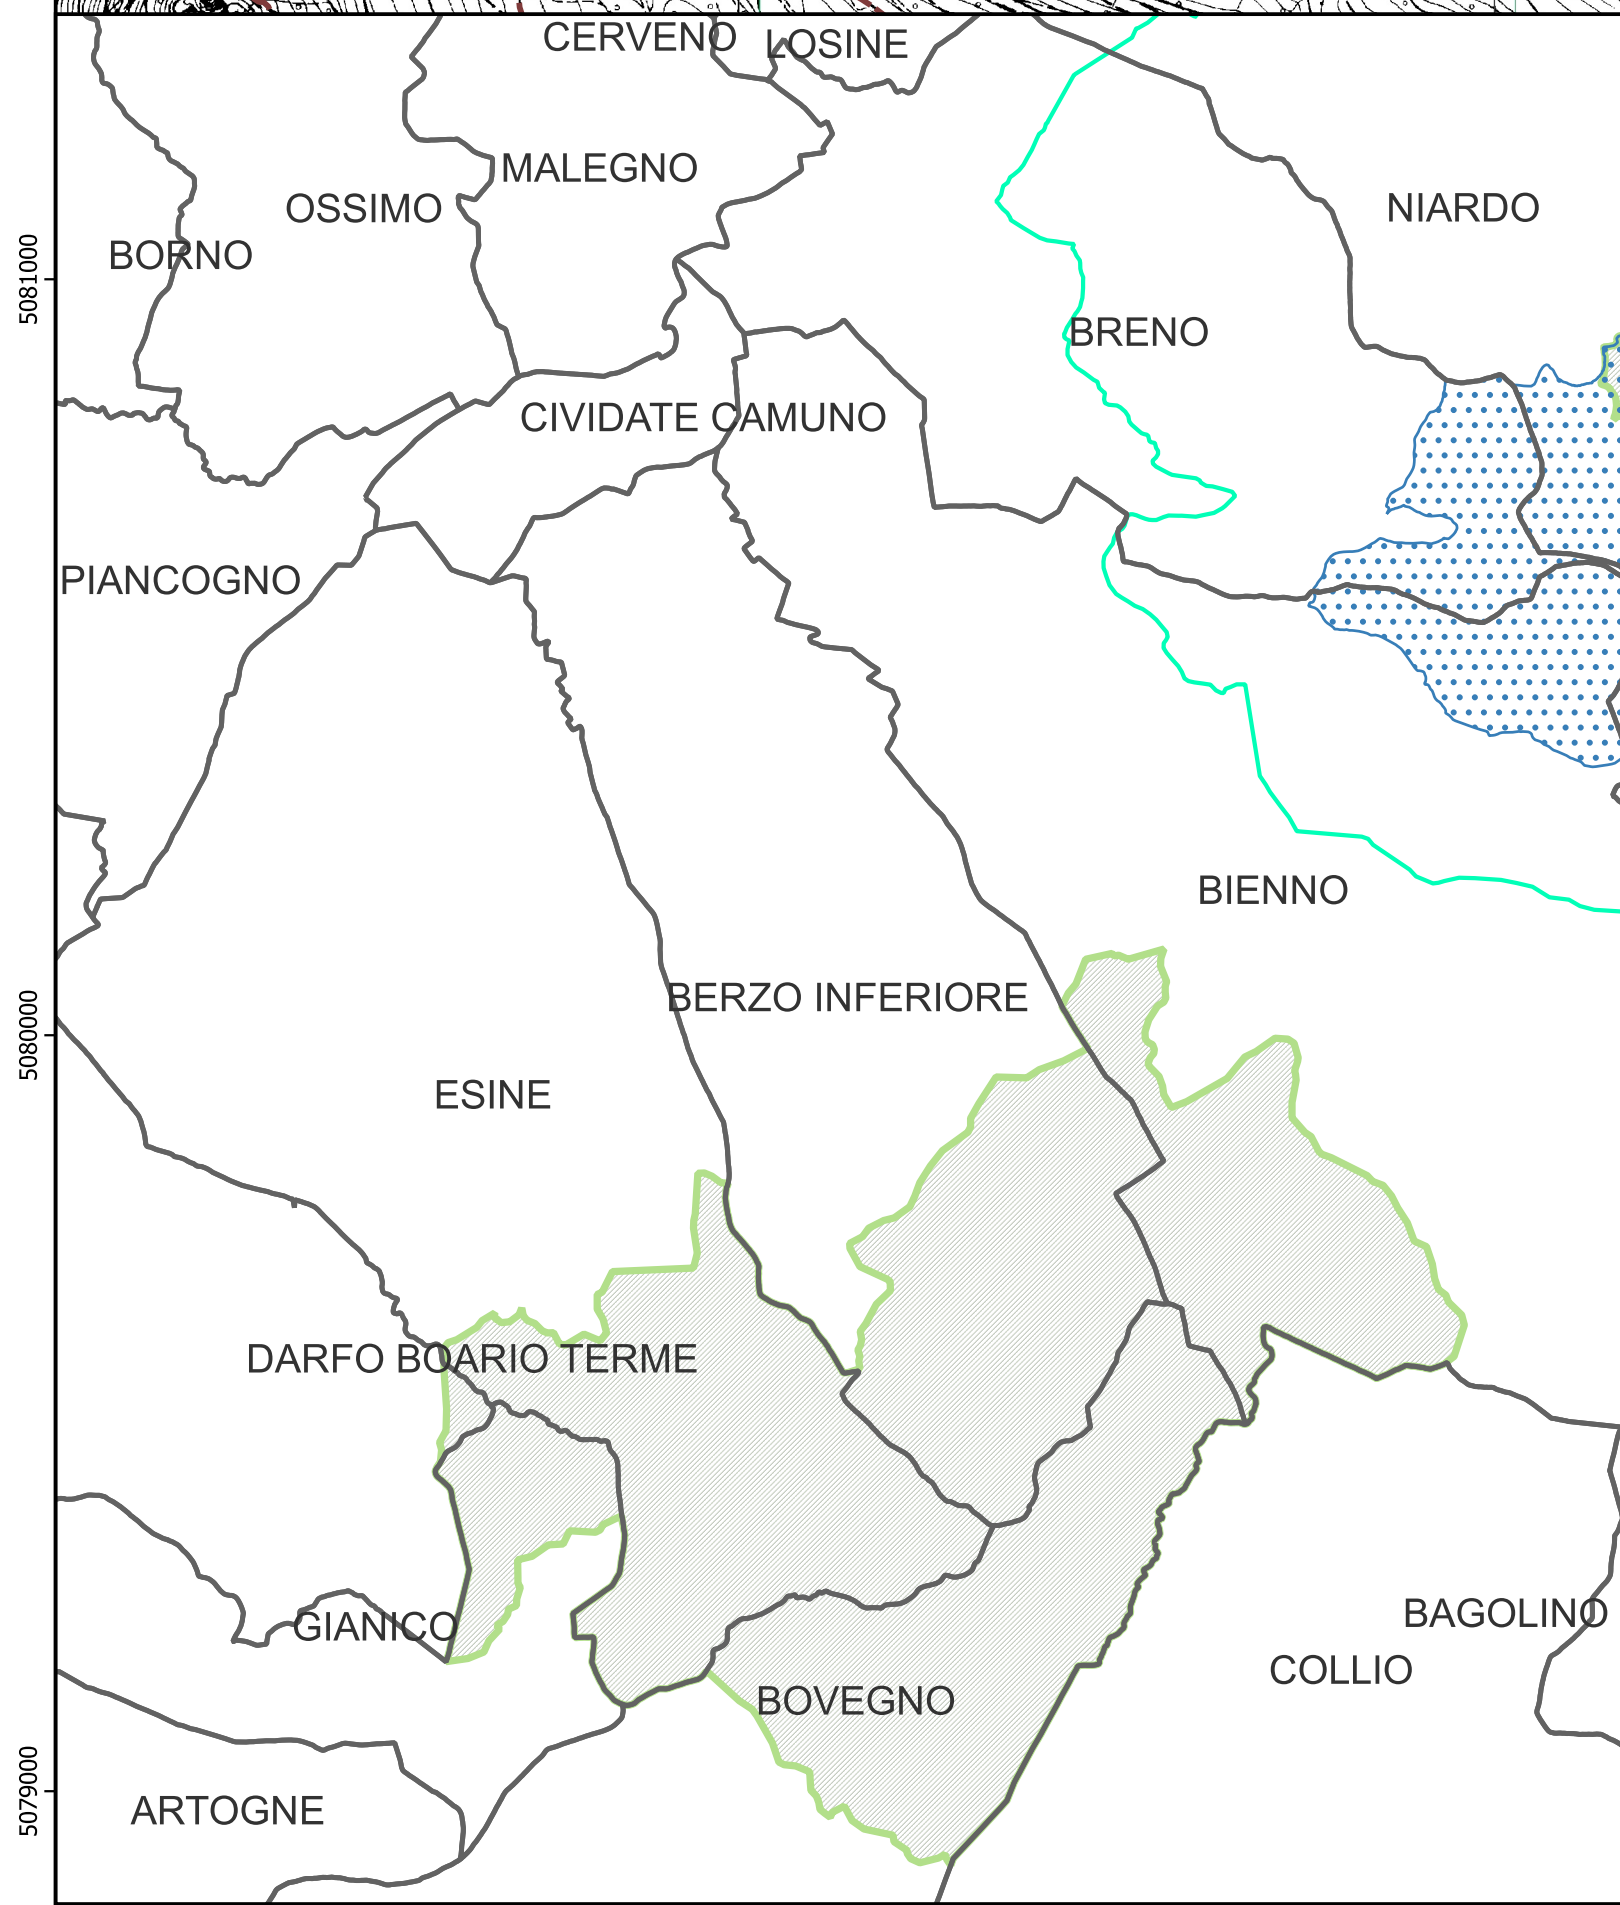 CERVENO
LOSINE
MALEGNO
OSSIMO
NIARDO
BORNO
5081000
BRENO
CIVIDATE CAMUNO
PIANCOGNO
BIENNO
BERZO INFERIORE
5080000
ESINE
DARFO BOARIO TERME
BAGOLINO
GIANICO
COLLIO
BOVEGNO
5079000
ARTOGNE